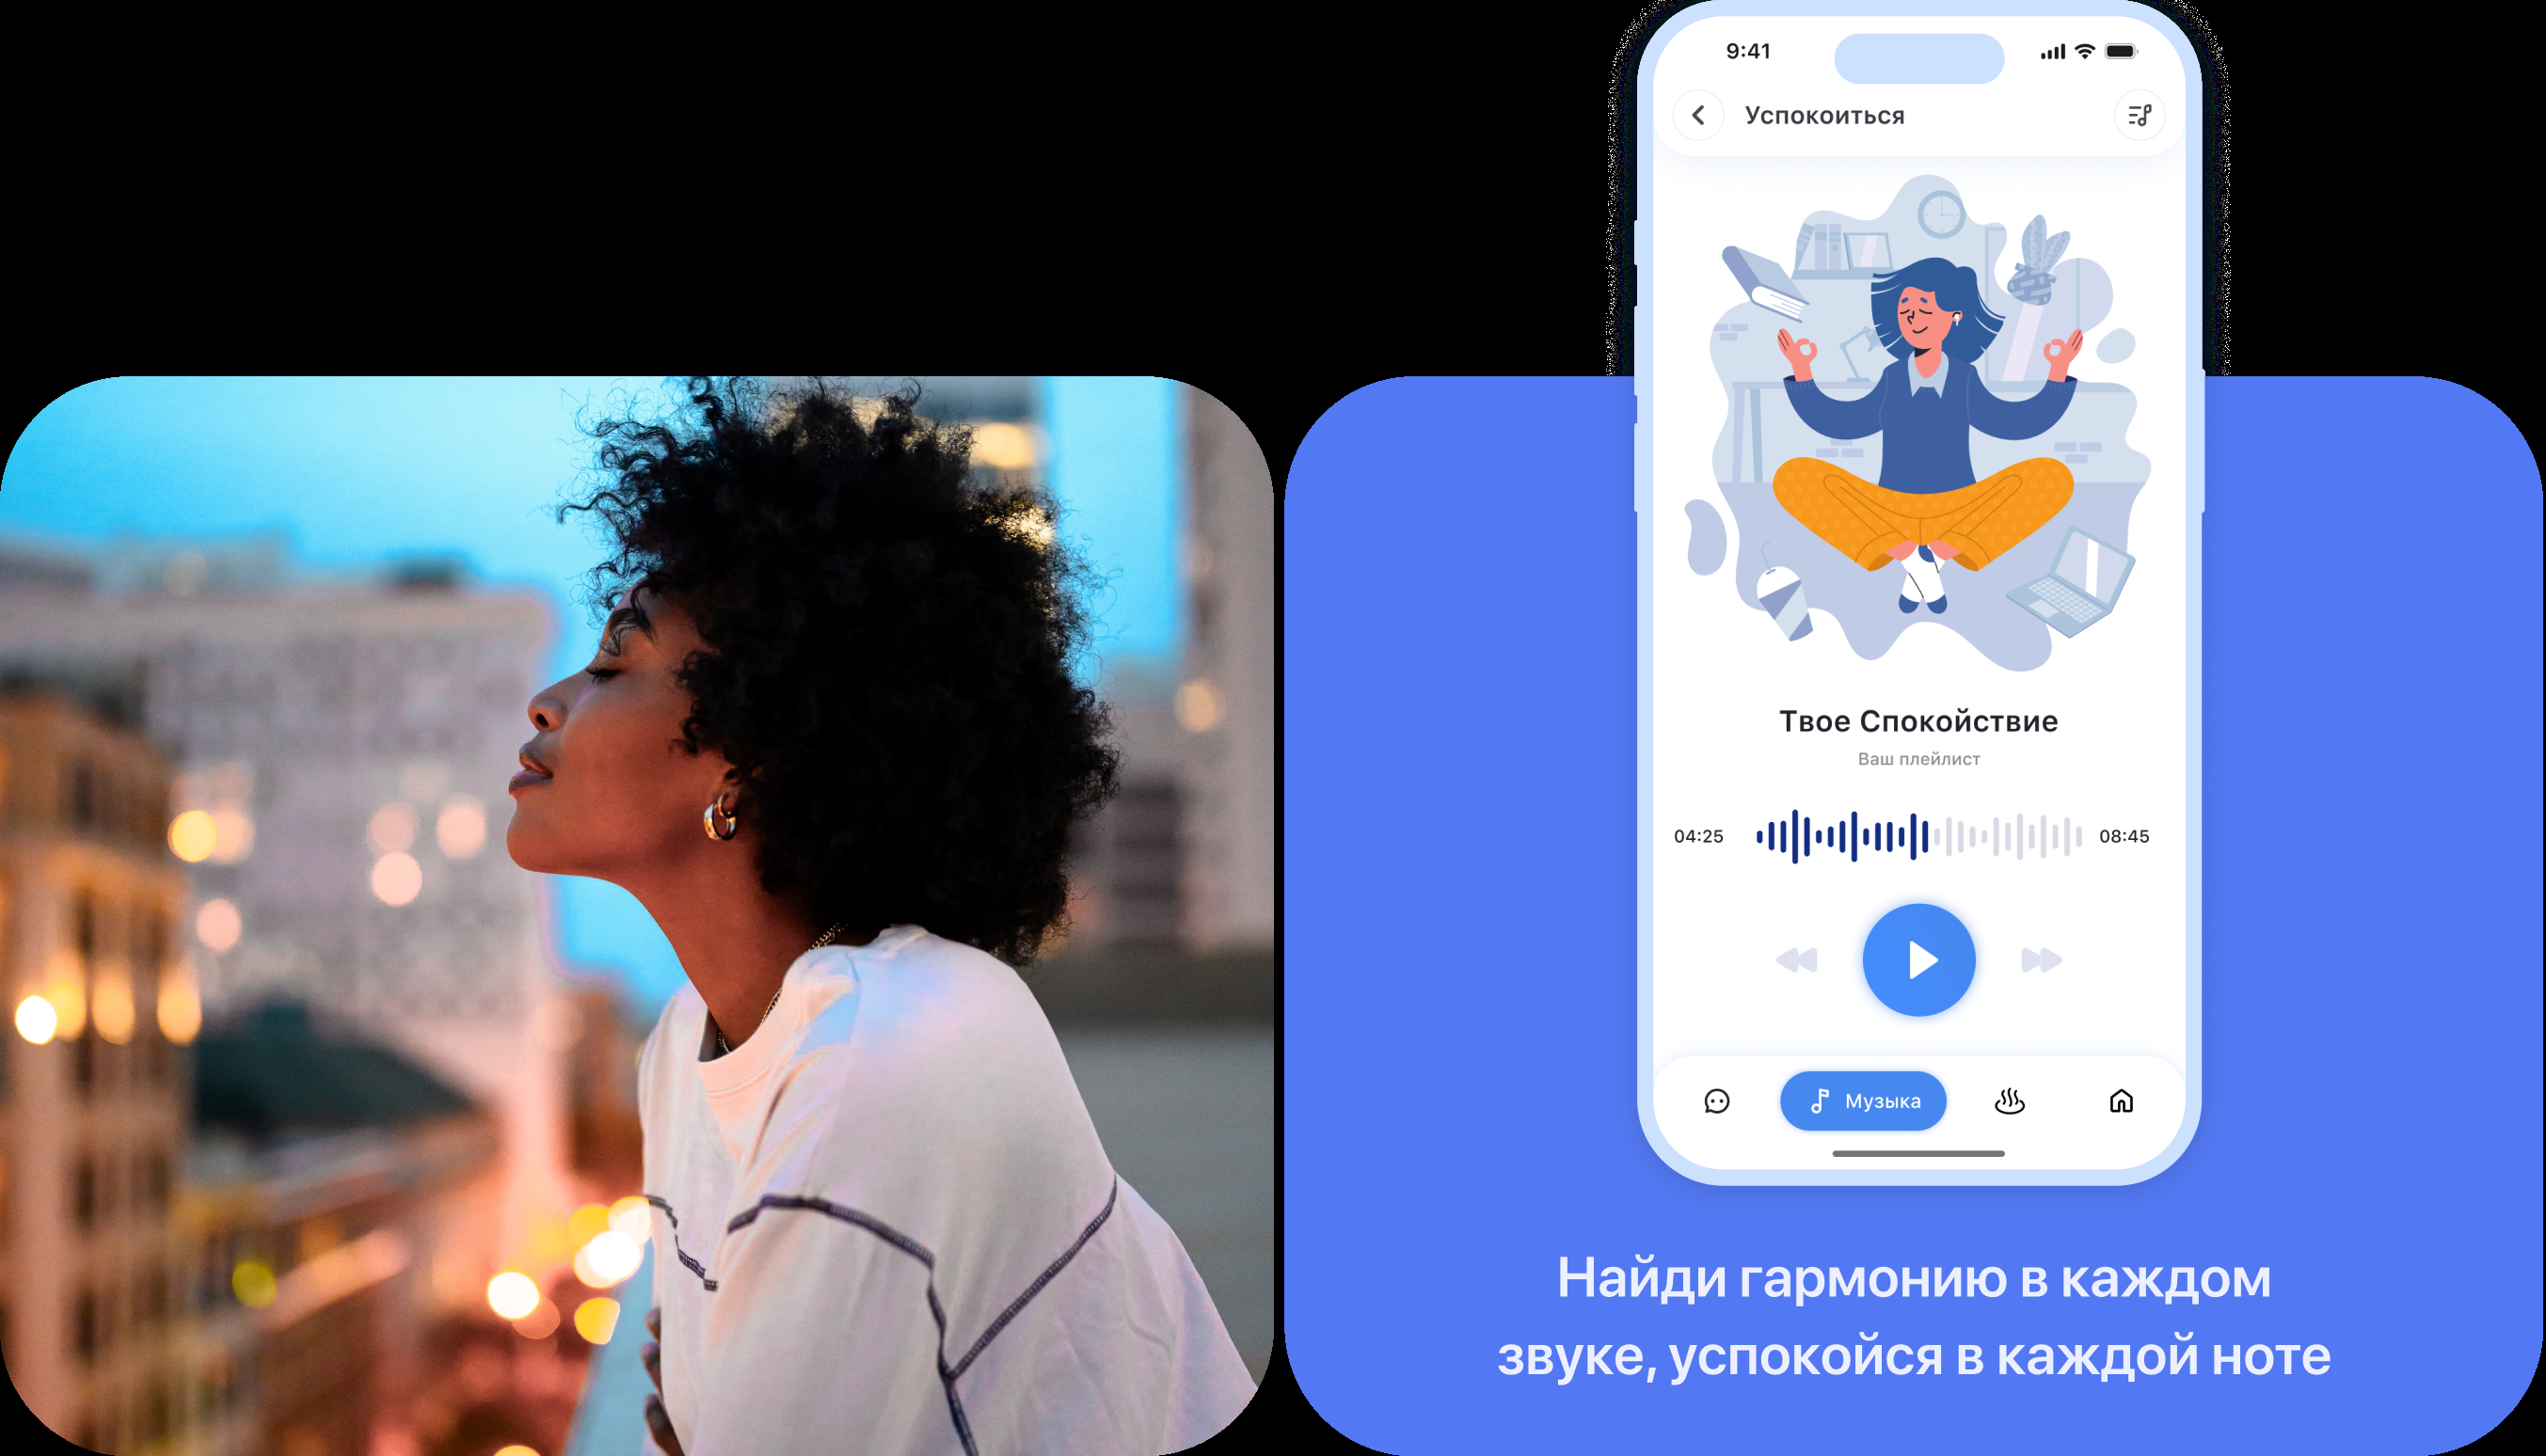 9:41
Успокоиться
Твое Спокойствие
Ваш плейлист
04:25
08:45
Музыка
Найди гармонию в каждом
звуке, успокойся в каждой ноте